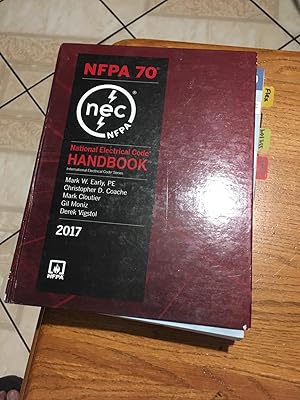 NFPA 70®
nec®
NFPA
National Electrical Code®
HANDBOOK
International Electrical Code® Series
Mark W. Early, PE
Christopher D. Coache
Mark Cloutier
Gil Moniz
Derek Vigstol
2017
NFPA